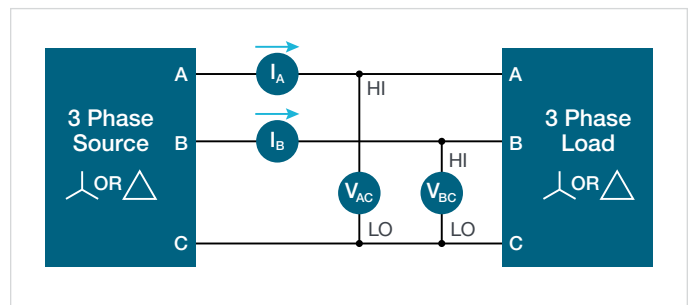 3 Phase
Source
OR
A
B
C
I_A
I_B
HI
V_AC
LO
HI
V_BC
LO
A
B
C
3 Phase
Load
OR